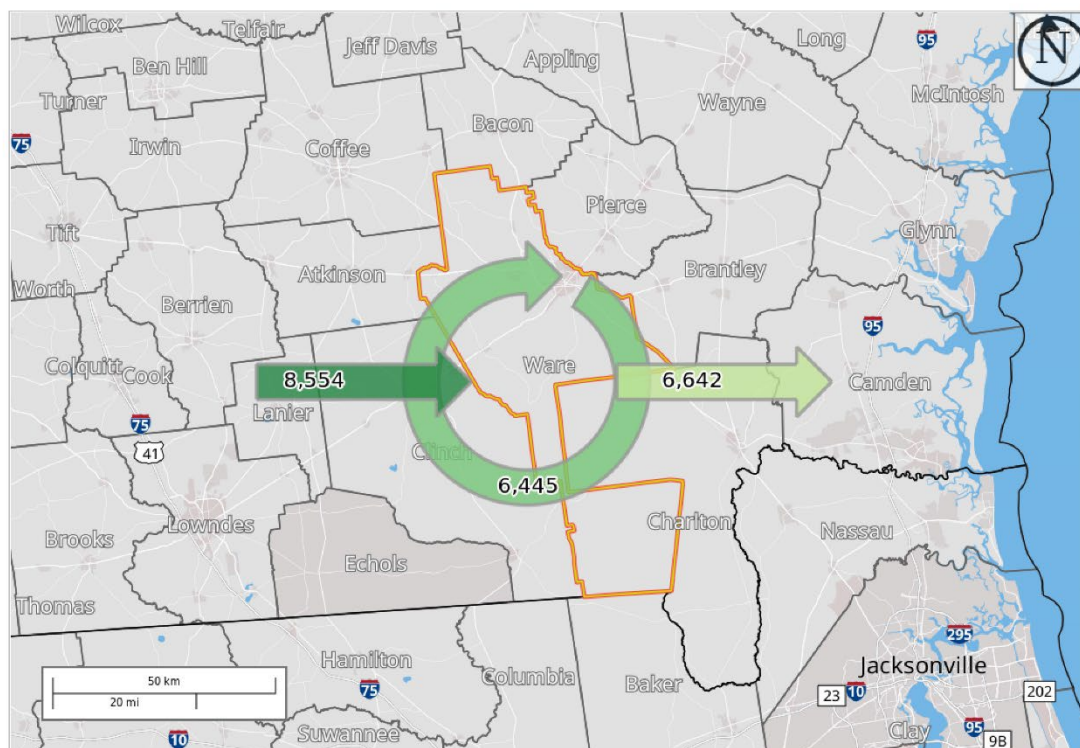 Wilcox
Telfair
Jeff Davis
Long
95
N
Ben Hill
Appling
McIntosh
Turner
Wayne
75
Irwin
Coffee
Bacon
Pierce
Tift
Glynn
Atkinson
Brantley
Worth
Berrien
95
Colquitt
Cook
Ware
8,554
6,642
Camden
Lanier
75
41
Clinch
6,445
Lowndes
Charlton
Nassau
Brooks
Echols
Thomas
295
Hamilton
Jacksonville
50 km
75
Columbia
Baker
20 mi
23
10
202
Suwannee
Clay
95
10
9B